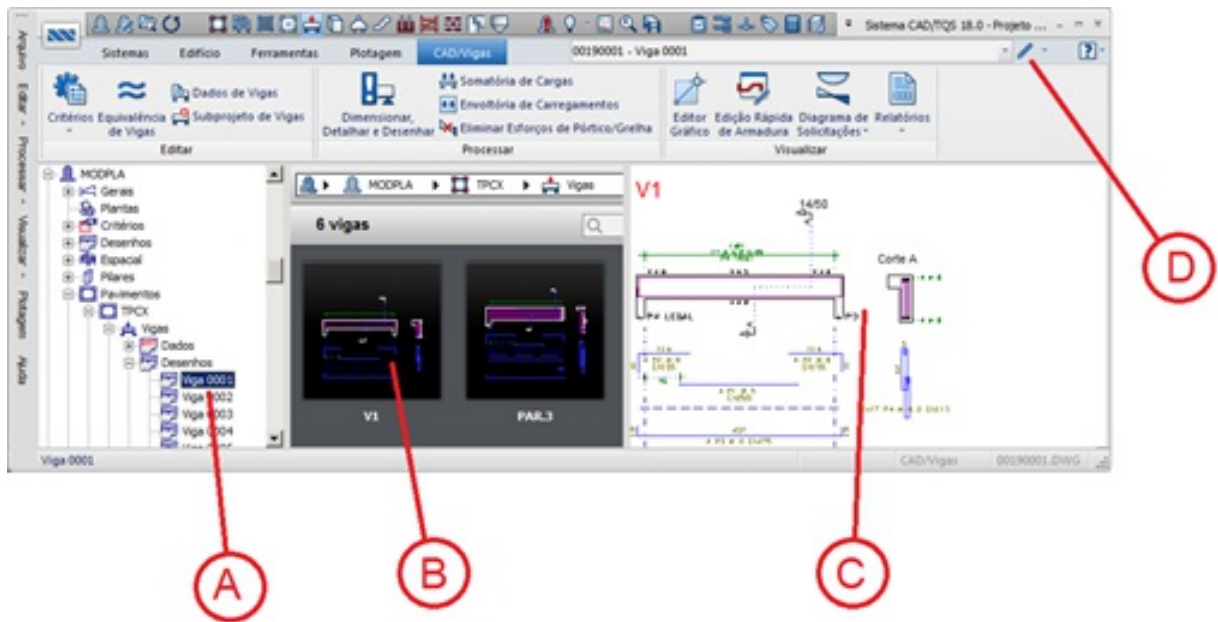 Sistema CAD/TQS 18.0 - Projeto ...
Arquivo Editar Processar Visualizar Plotagem Ajuda
Sistemas Edifício Ferramentas Plotagem CAD/Vigas 00190001 - Viga 0001
Critérios
Equivalência de Vigas
Dados de Vigas
Subprojeto de Vigas
Editar
Dimensionar, Detalhar e Desenhar
Somatória de Cargas
Envoltória de Carregamentos
Eliminar Esforços de Pórtico/Grelha
Processar
Editor Gráfico
Edição Rápida de Armadura
Diagrama de Solicitações
Relatórios
Visualizar
MODPLA
Gerais
Plantas
Critérios
Desenhos
Espacial
Pilares
Pavimentos
TPCX
Vigas
Dados
Desenhos
Viga 0001
Viga 0002
Viga 0003
Viga 0004
MODPLA TPCX Vigas
6 vigas
V1
PAR.3
V1
14/50
Corte A
Viga 0001
CAD/Vigas
00190001.DWG
A
B
C
D